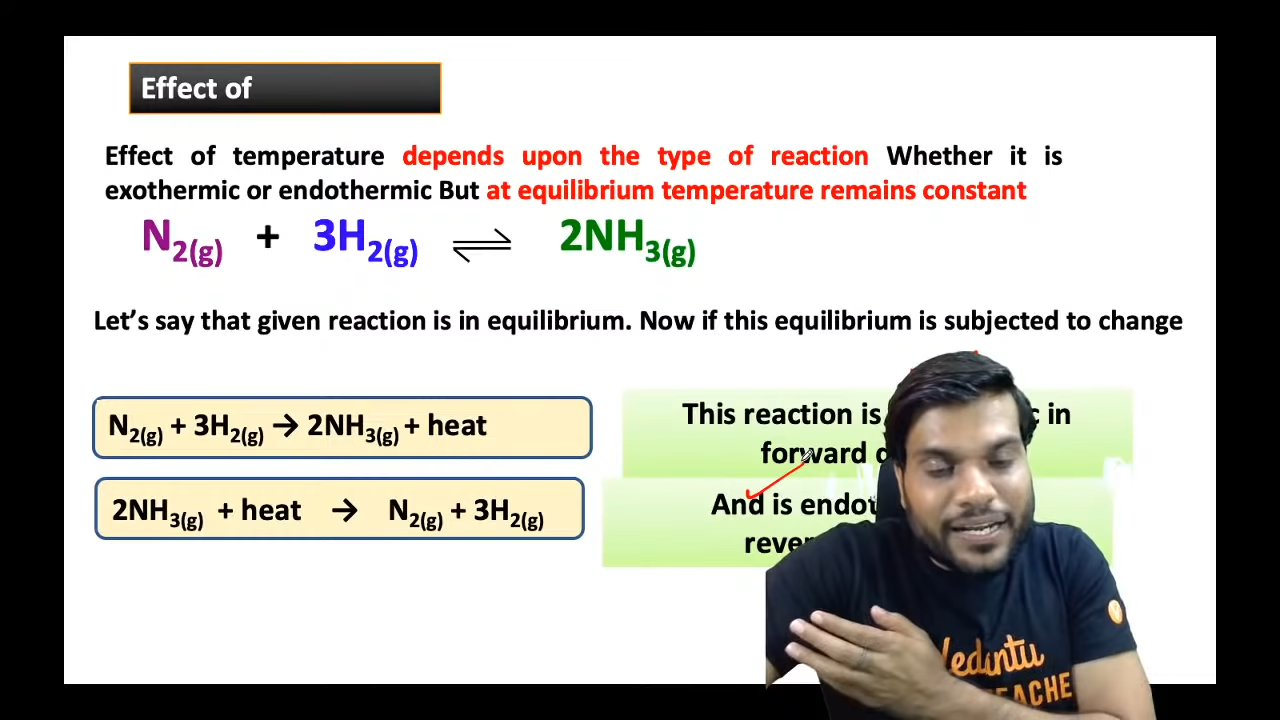 Effect of
Effect of temperature depends upon the type of reaction Whether it is
exothermic or endothermic But at equilibrium temperature remains constant
N2(g) + 3H2(g) ⇌ 2NH3(g)
Let's say that given reaction is in equilibrium. Now if this equilibrium is subjected to change
N2(g) + 3H2(g) → 2NH3(g) + heat
This reaction is in
forward
2NH3(g) + heat → N2(g) + 3H2(g)
And is
Vedantu